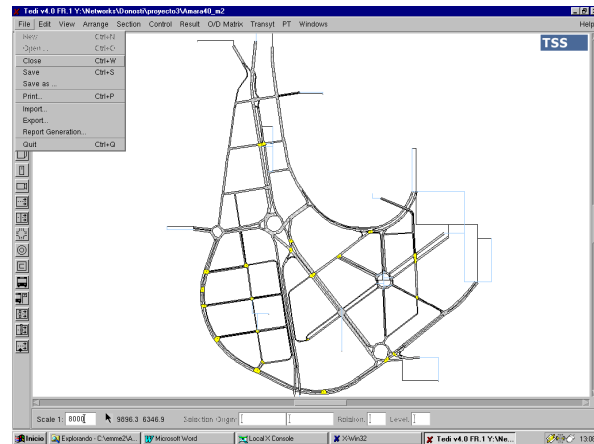 Tedi v4.0 FR.1 Y:\Networks\Donosti\proyecto3\Amara40_m2
File Edit View Arrange Section Control Result O/D Matrix Transyt PT Windows Help
New Ctrl+N
Open ... Ctrl+O
Close Ctrl+W
Save Ctrl+S
Save as ...
Print... Ctrl+P
Import...
Export...
Report Generation...
Quit Ctrl+Q
TSS
Scale 1: 8000 9896.3 6346.9 Selection Origin: Rotation: Level:
Inicio Explorando - C:\emme2\A... Microsoft Word Local X Console X-Win32 Tedi v4.0 FR.1 Y:\Ne... 13:08